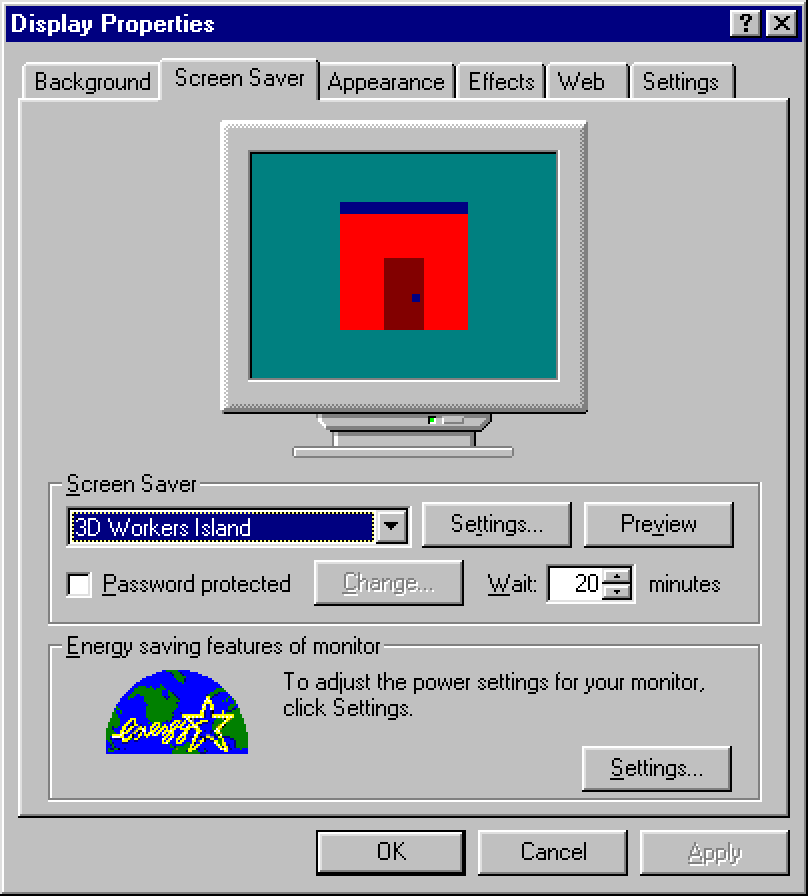 Display Properties
Background Screen Saver Appearance Effects Web Settings
Screen Saver
3D Workers Island Settings... Preview
Password protected Change... Wait: 20 minutes
Energy saving features of monitor
To adjust the power settings for your monitor,
click Settings.
energy
Settings...
OK Cancel Apply